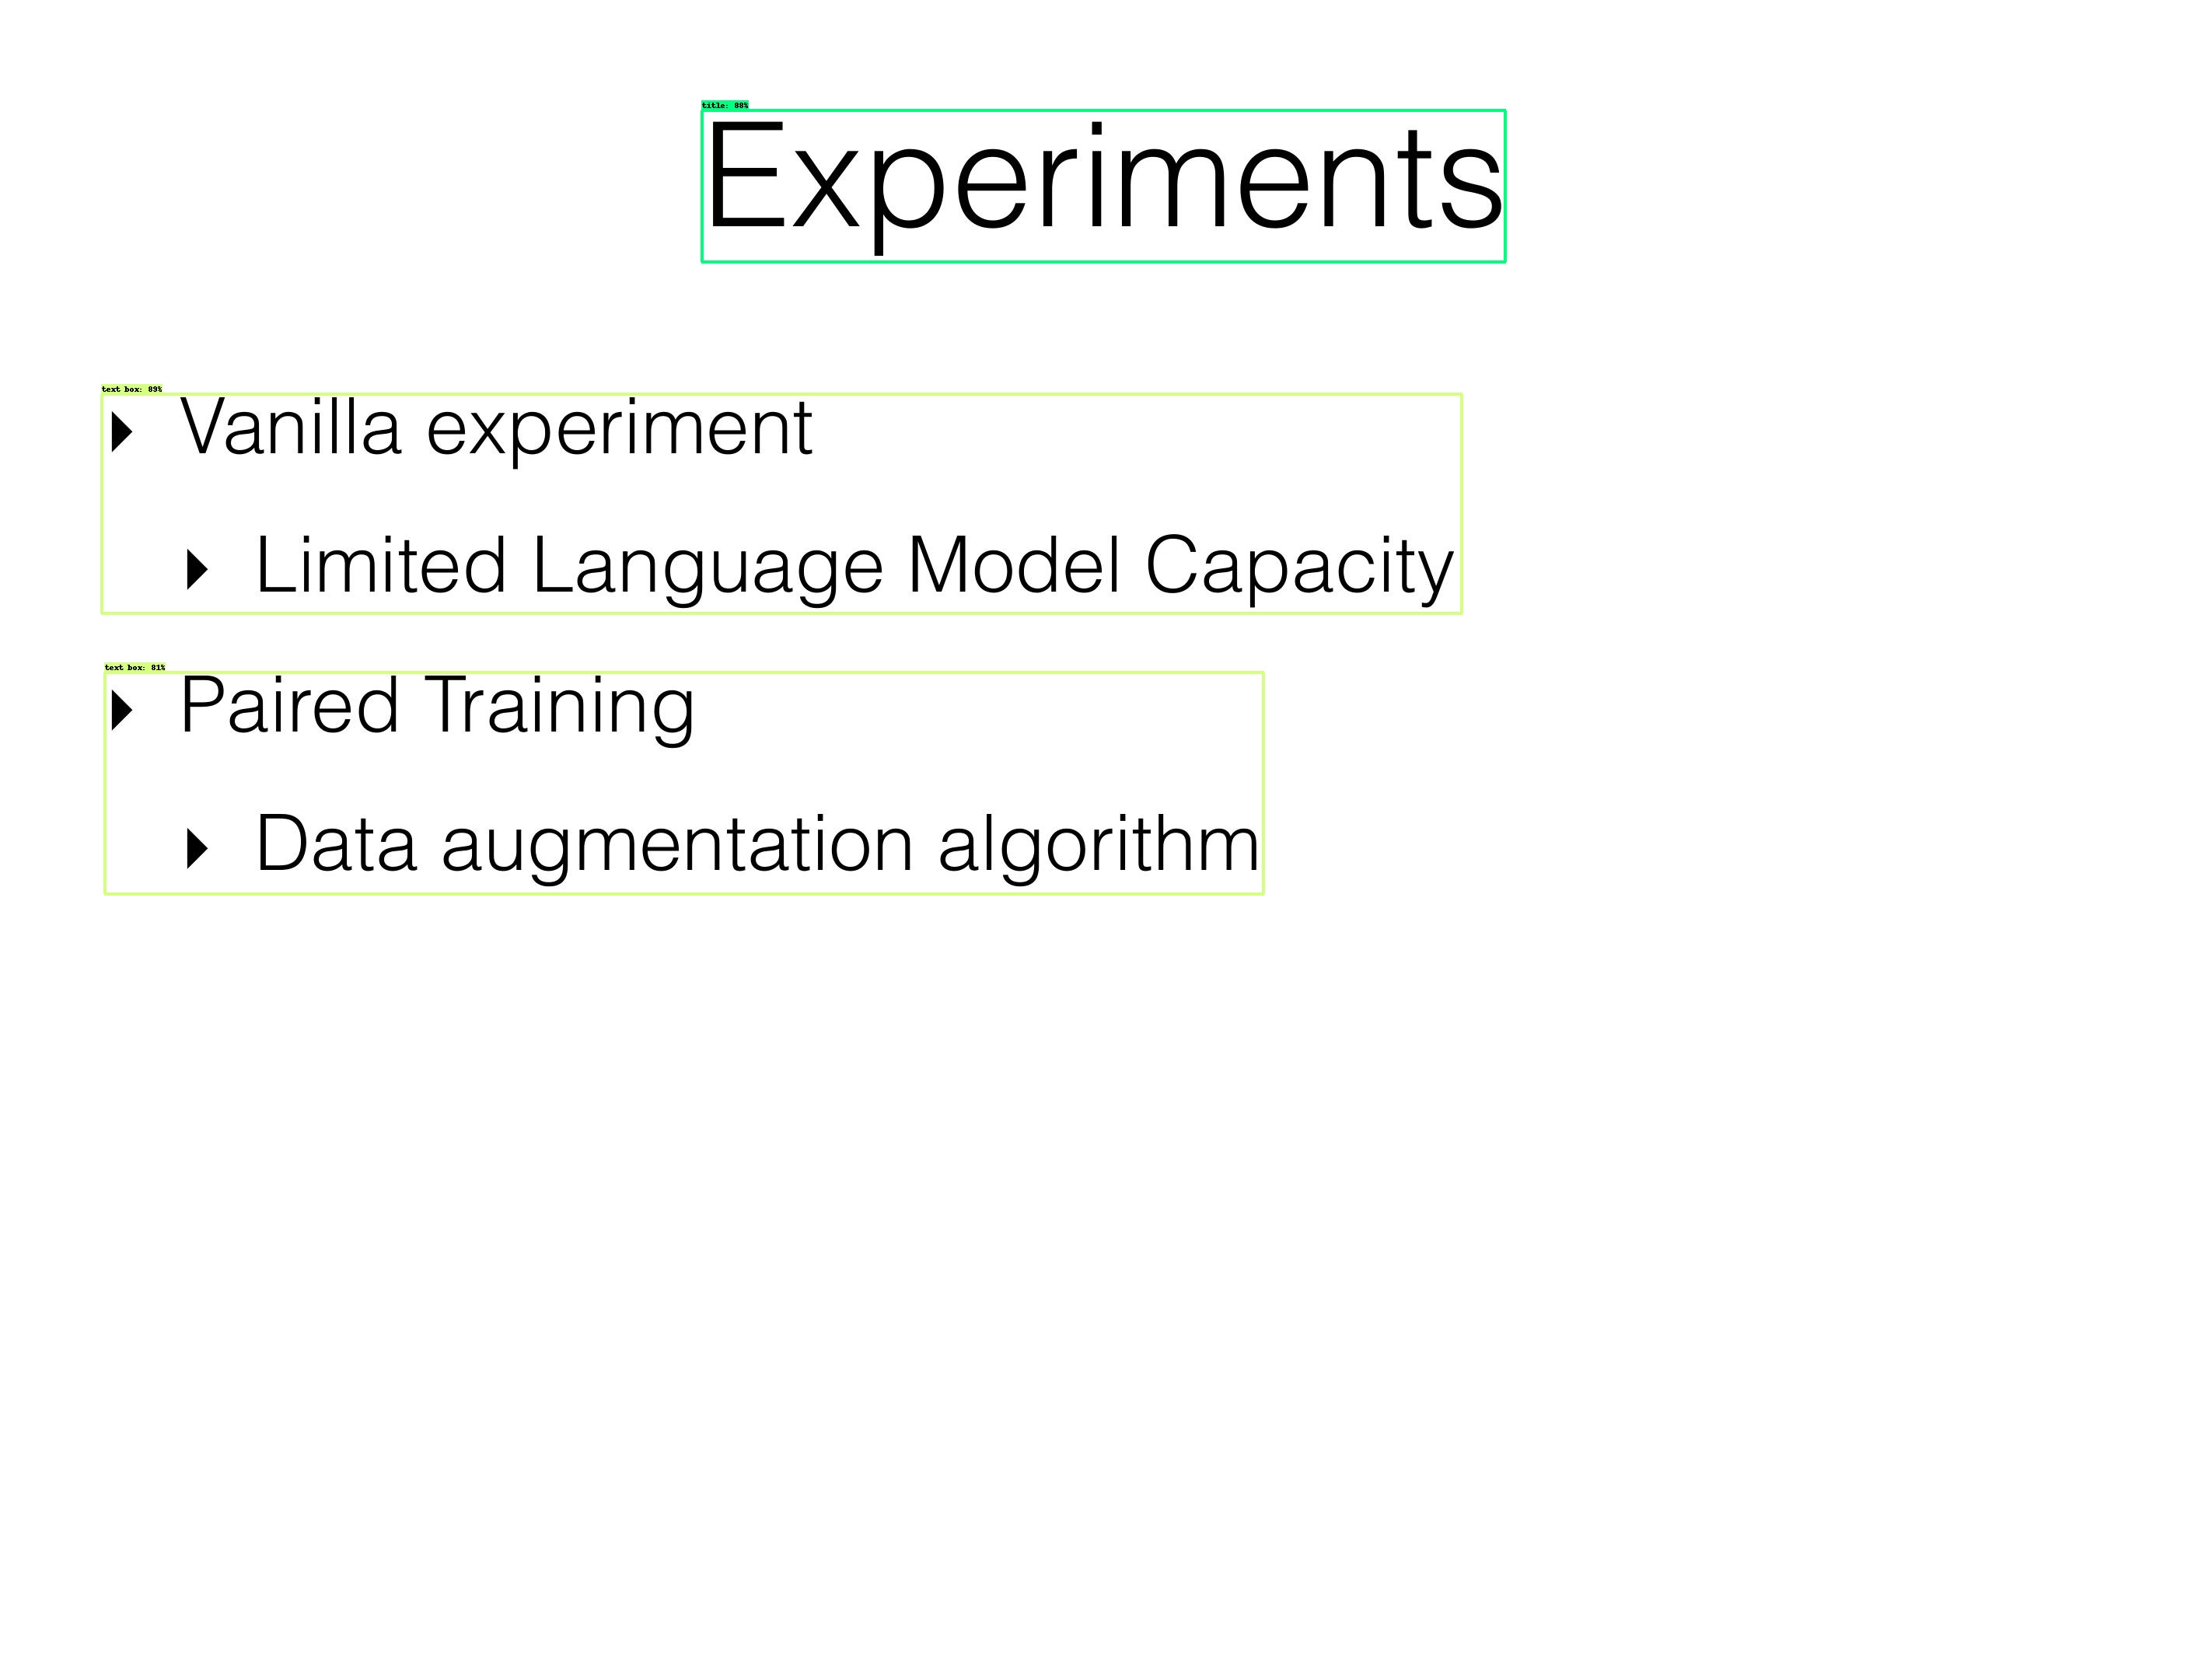 title: 88%
Experiments
text box: 89%
Vanilla experiment
Limited Language Model Capacity
text box: 81%
Paired Training
Data augmentation algorithm